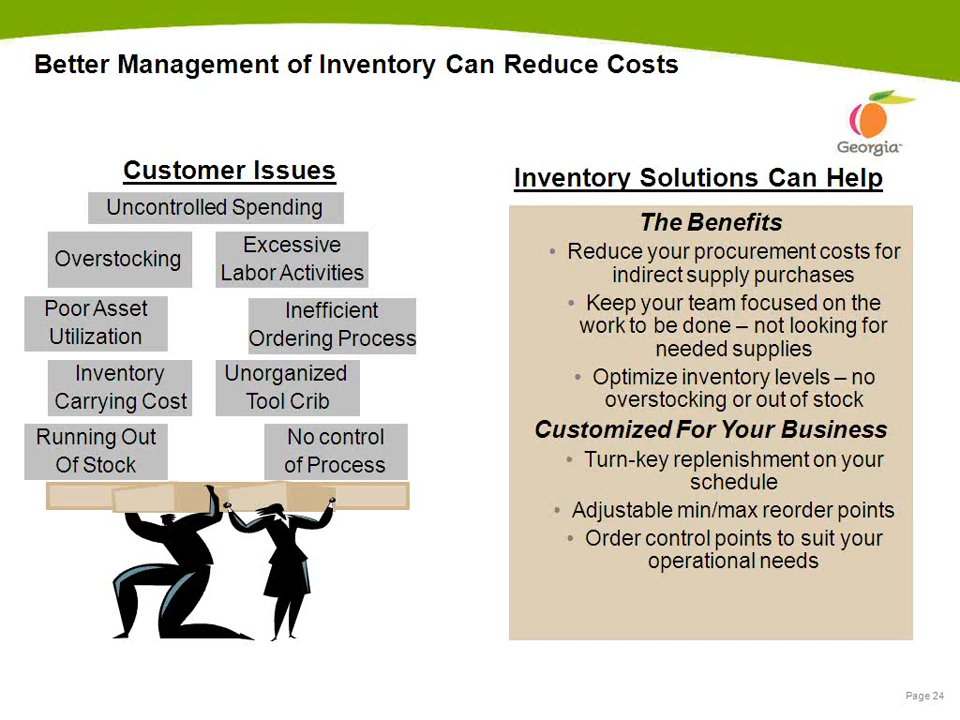 Better Management of Inventory Can Reduce Costs
Georgia™
Customer Issues
Uncontrolled Spending
Overstocking
Excessive
Labor Activities
Poor Asset
Utilization
Inefficient
Ordering Process
Inventory
Carrying Cost
Unorganized
Tool Crib
Running Out
Of Stock
No control
of Process
Inventory Solutions Can Help
The Benefits
• Reduce your procurement costs for
indirect supply purchases
• Keep your team focused on the
work to be done – not looking for
needed supplies
• Optimize inventory levels – no
overstocking or out of stock
Customized For Your Business
• Turn-key replenishment on your
schedule
• Adjustable min/max reorder points
• Order control points to suit your
operational needs
Page 24